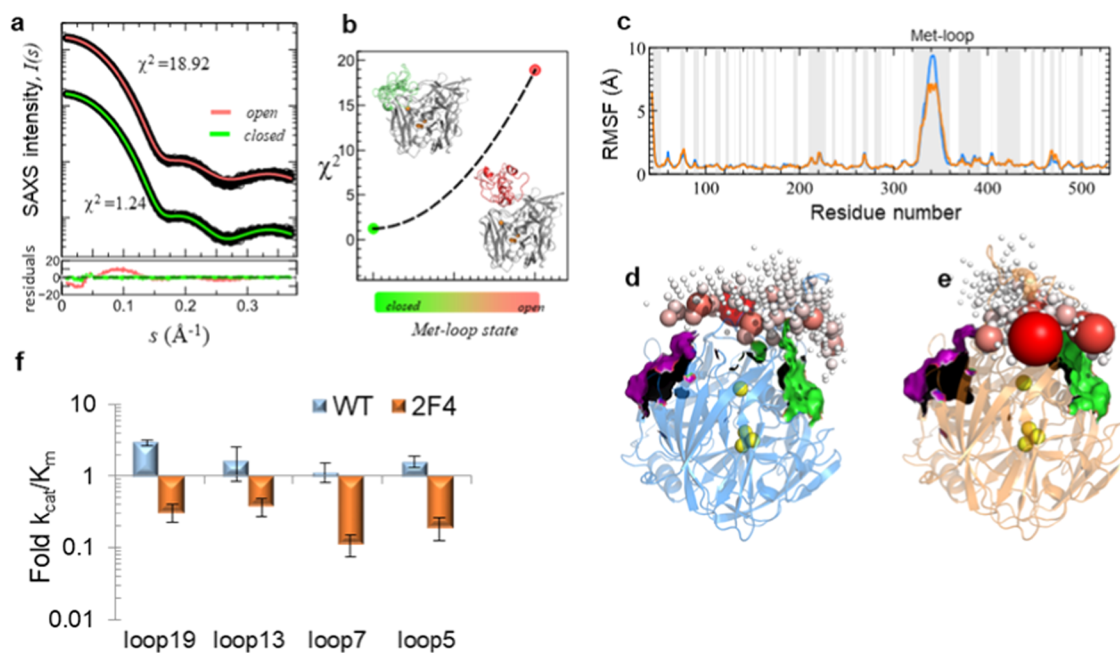 a
SAXS intensity, I(s)
χ² =18.92
open
closed
χ² =1.24
residuals
20
0
−20
0 0.1 0.2 0.3
s (Å⁻¹)
b
χ²
20
15
10
5
0
closed open
Met-loop state
c
Met-loop
RMSF (Å)
10
5
0
100 200 300 400 500
Residue number
d
e
f
WT 2F4
Fold kcat/Km
10
1
0.1
0.01
loop19 loop13 loop7 loop5